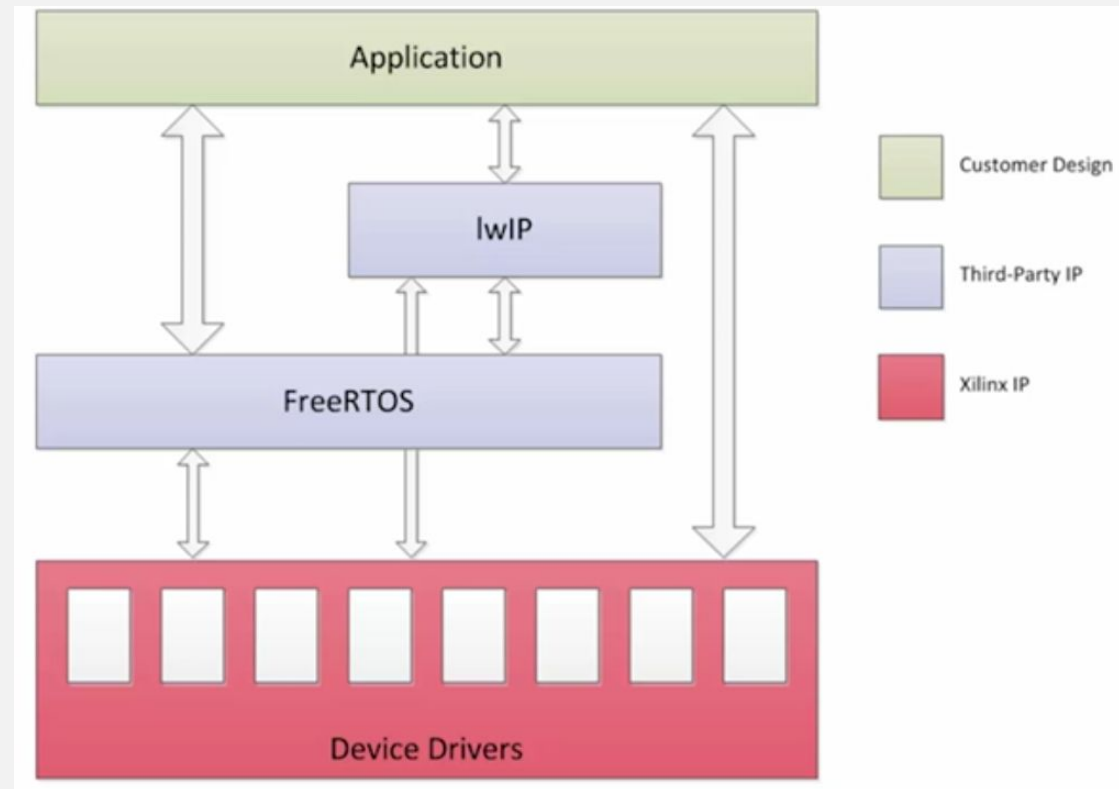 Application
Customer Design
lwIP
Third-Party IP
Xilinx IP
FreeRTOS
Device Drivers